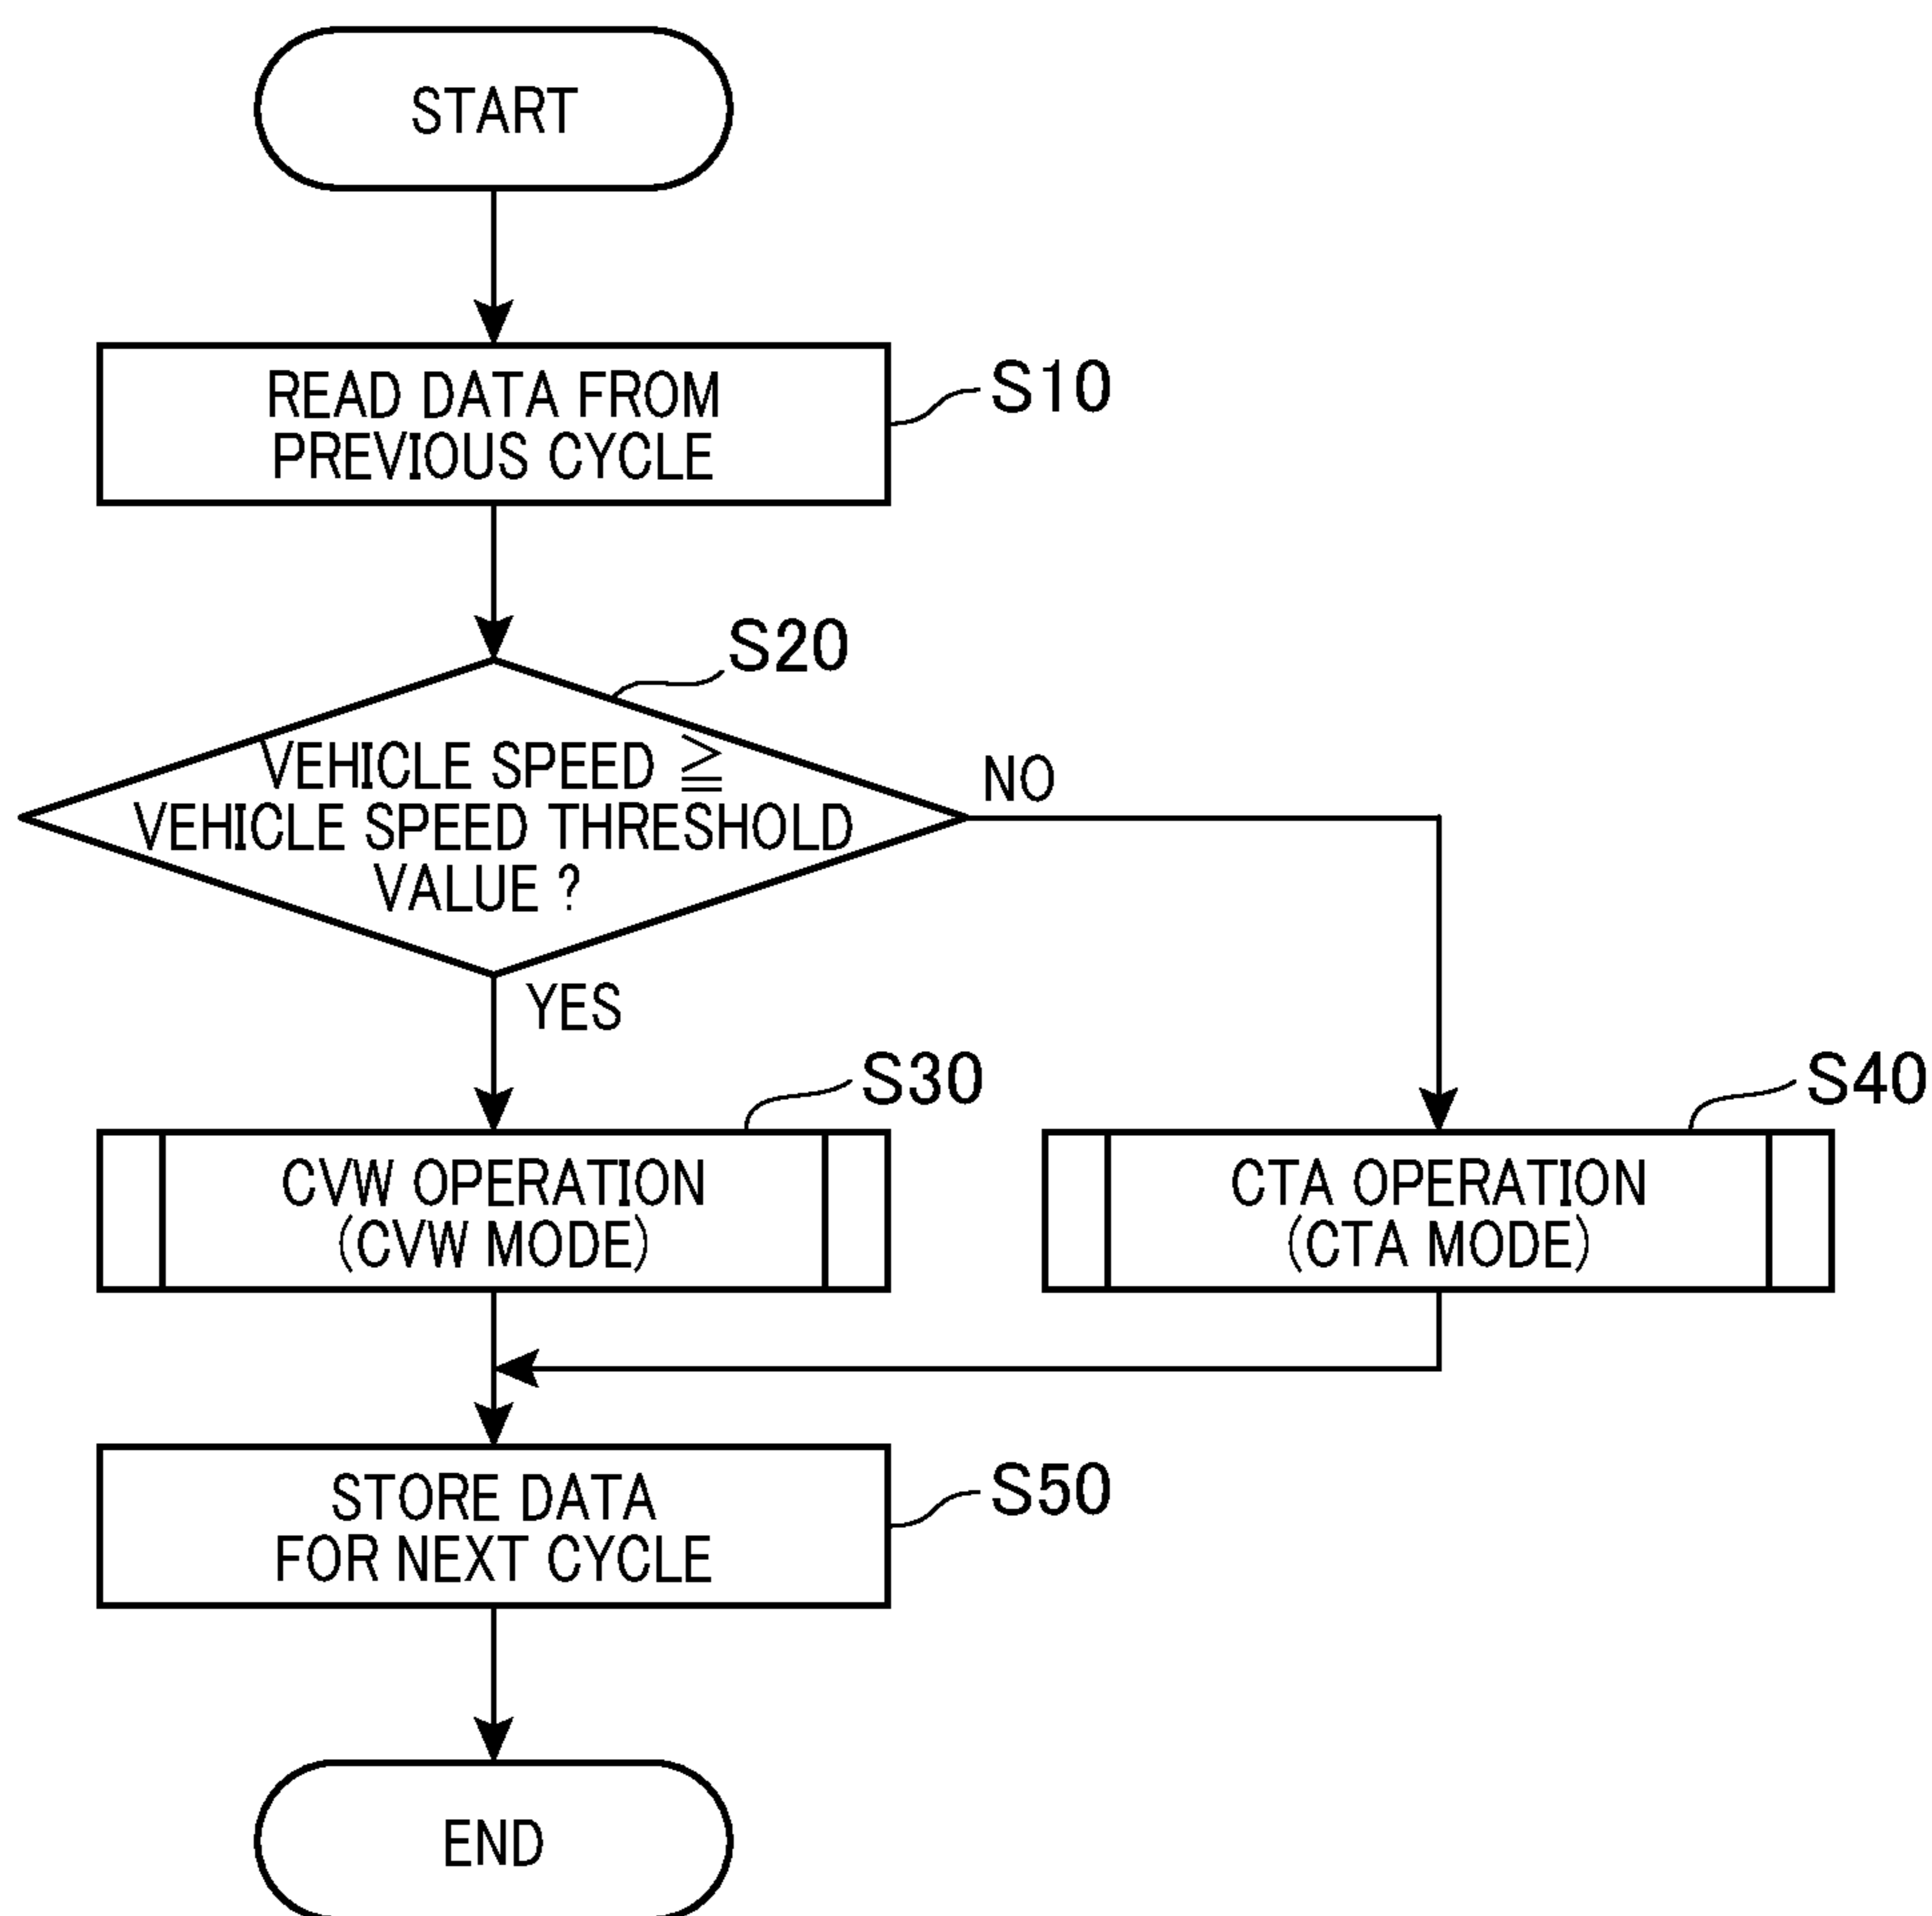 START
READ DATA FROM
PREVIOUS CYCLE
S10
S20
VEHICLE SPEED ≧
VEHICLE SPEED THRESHOLD
VALUE ?
NO
YES
S30
CVW OPERATION
(CVW MODE)
S40
CTA OPERATION
(CTA MODE)
STORE DATA
FOR NEXT CYCLE
S50
END